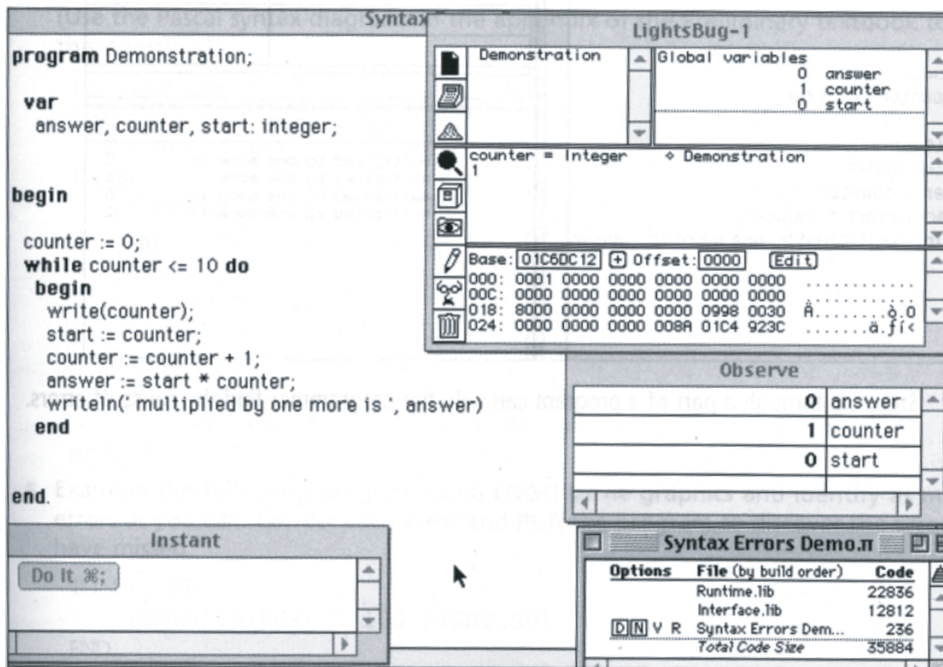 Syntax
program Demonstration;
var
answer, counter, start: integer;
begin
counter := 0;
while counter <= 10 do
begin
write(counter);
start := counter;
counter := counter + 1;
answer := start * counter;
writeln(' multiplied by one more is ', answer)
end
end.
LightsBug-1
Demonstration
Global variables
0 answer
1 counter
0 start
counter = Integer ⋄ Demonstration
1
Base: 01C6DC12 + Offset: 0000 Edit
000: 0001 0000 0000 0000 0000 0000 ............
00C: 0000 0000 0000 0000 0000 0000 ............
018: 8000 0000 0000 0000 0998 0030
024: 0000 0000 0000 008A 01C4 923C
Observe
0 answer
1 counter
0 start
Instant
Do It ⌘;
Syntax Errors Demo.π
Options File (by build order) Code
Runtime.lib 22836
Interface.lib 12812
D N V R Syntax Errors Dem... 236
Total Code Size 35884